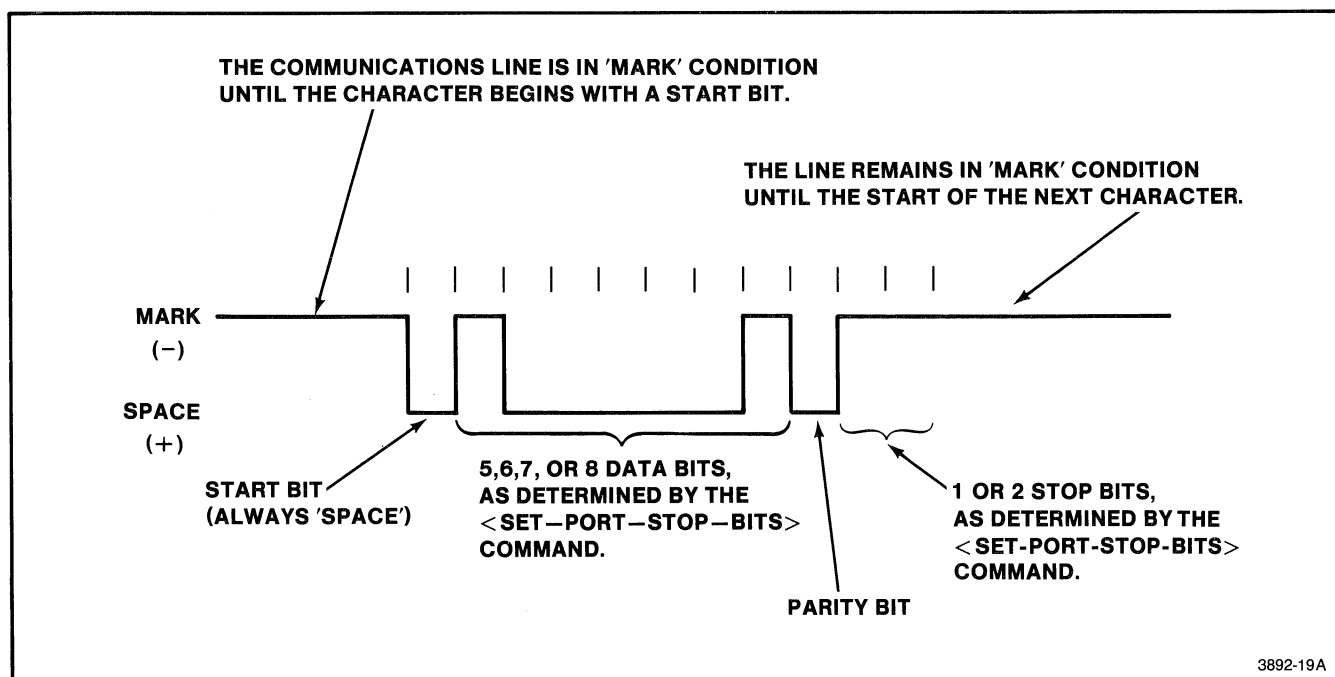 THE COMMUNICATIONS LINE IS IN 'MARK' CONDITION
UNTIL THE CHARACTER BEGINS WITH A START BIT.
THE LINE REMAINS IN 'MARK' CONDITION
UNTIL THE START OF THE NEXT CHARACTER.
MARK
(−)
SPACE
(+)
START BIT
(ALWAYS 'SPACE')
5,6,7, OR 8 DATA BITS,
AS DETERMINED BY THE
<SET—PORT—STOP—BITS>
COMMAND.
PARITY BIT
1 OR 2 STOP BITS,
AS DETERMINED BY THE
<SET-PORT-STOP-BITS>
COMMAND.
3892-19A